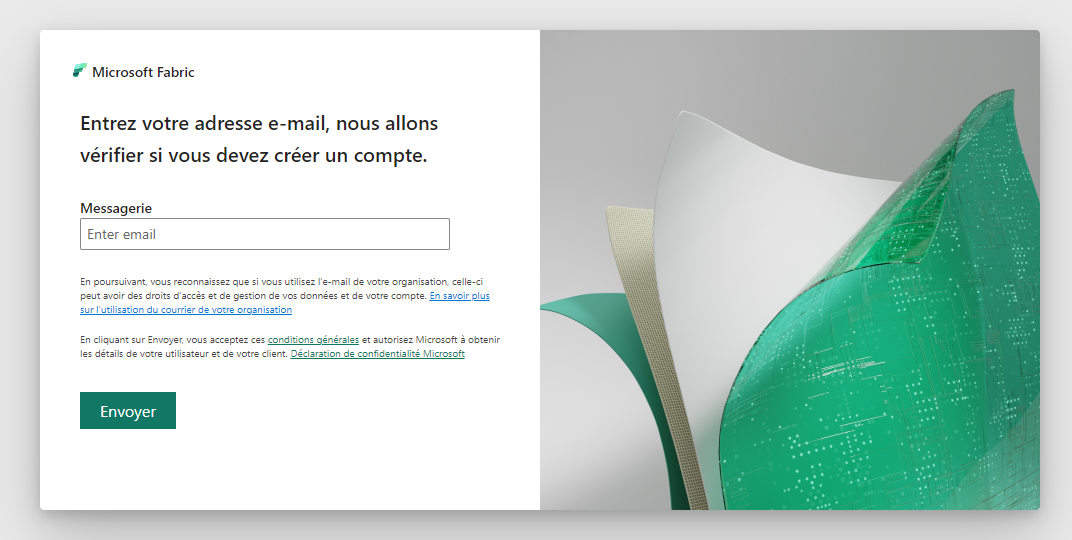 Microsoft Fabric
Entrez votre adresse e-mail, nous allons
vérifier si vous devez créer un compte.
Messagerie
Enter email
En poursuivant, vous reconnaissez que si vous utilisez l'e-mail de votre organisation, celle-ci
peut avoir des droits d'accès et de gestion de vos données et de votre compte. En savoir plus
sur l'utilisation du courrier de votre organisation
En cliquant sur Envoyer, vous acceptez ces conditions générales et autorisez Microsoft à obtenir
les détails de votre utilisateur et de votre client. Déclaration de confidentialité Microsoft
Envoyer